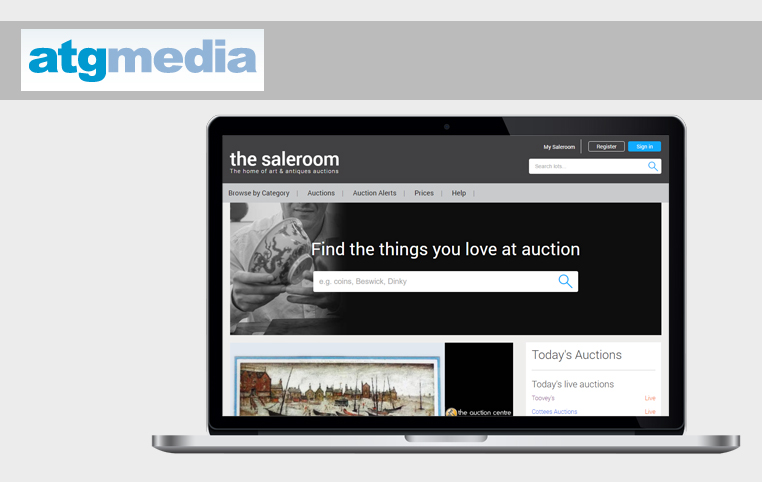 atgmedia
My Saleroom
Register
Sign in
the saleroom
The home of art & antiques auctions
Search lots...
Browse by Category | Auctions | Auction Alerts | Prices | Help |
Find the things you love at auction
e.g. coins, Beswick, Dinky
Today's Auctions
Today's live auctions
Toovey's Live
the auction centre
Cottees Auctions Live